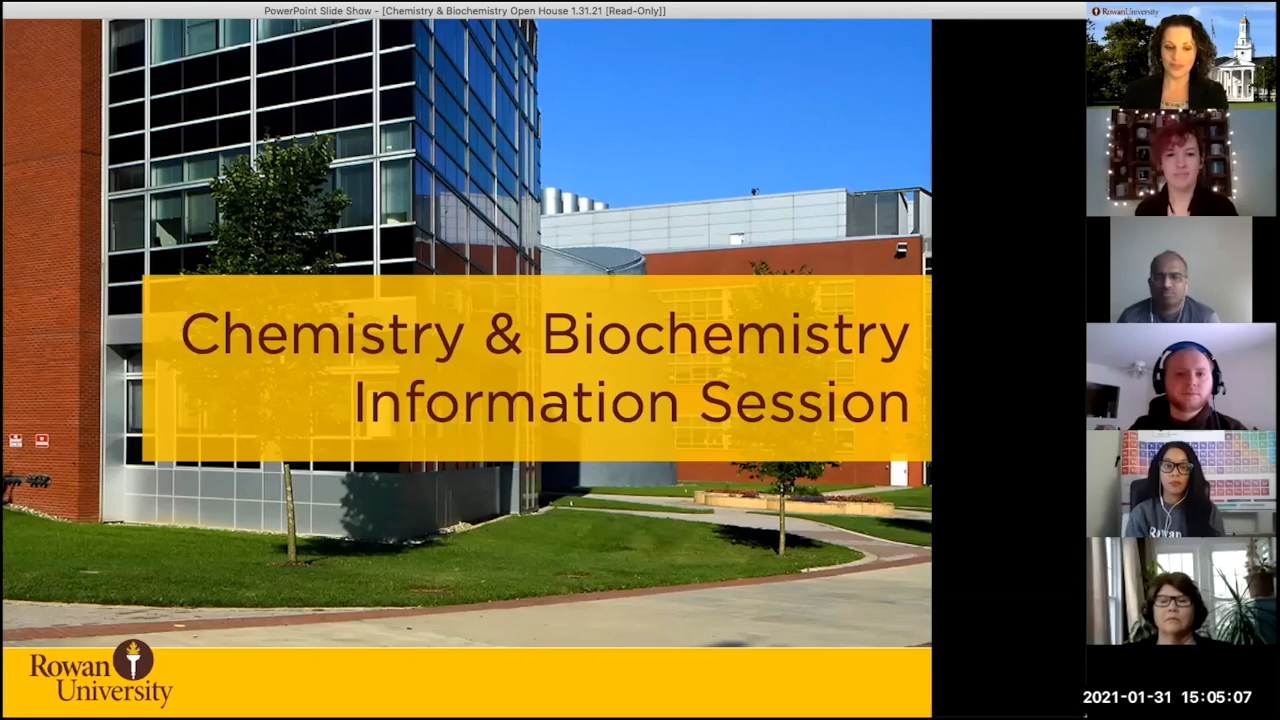 PowerPoint Slide Show - [Chemistry & Biochemistry Open House 1.31.21 [Read-Only]]
RowanUniversity
Chemistry & Biochemistry
Information Session
Rowan
Rowan
University
2021-01-31 15:05:07